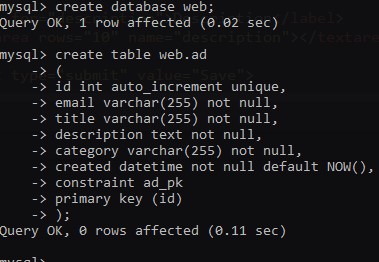 mysql> create database web;
Query OK, 1 row affected (0.02 sec)
mysql> create table web.ad
-> (
-> id int auto_increment unique,
-> email varchar(255) not null,
-> title varchar(255) not null,
-> description text not null,
-> category varchar(255) not null,
-> created datetime not null default NOW(),
-> constraint ad_pk
-> primary key (id)
-> );
Query OK, 0 rows affected (0.11 sec)
mysql>